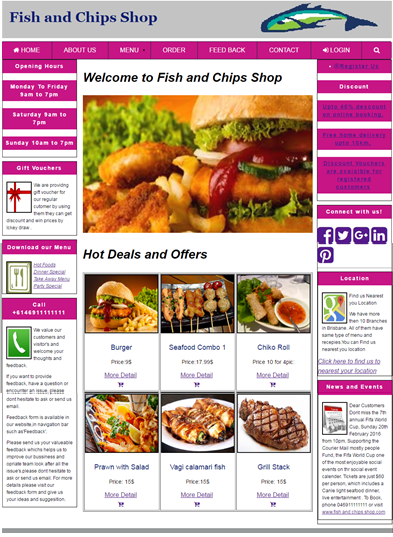 Fish and Chips Shop
HOME
ABOUT US
MENU
ORDER
FEED BACK
CONTACT
LOGIN
Opening Hours
Monday To Friday
9am to 7pm
Saturday 9am to
7pm
Sunday 10am to 7pm
Gift Vouchers
We are providing
gift voucher for
our regular
cutomer by using
them they can get
discount and win prizes by
lckey draw .
Download our Menu
Hot Foods
Dinner Special
Take Away Menu
Party Special
Call
+6146911111111
We value our
customers and
visitor's and
welcome your
thoughts and
feedback.
If you want to provide
feedback, have a question or
encounter an issue, please
dont hesitate to ask or send us
email.
Feedback form is available in
our website,in navigation bar
such as'Feedback'.
Please send us your valuable
feedback whichs helps us to
improve our bussiness and
opriate team look after all the
issue's please dont hesitate to
ask or send us email. For more
details please visit our
feedback form and give us
your ideas and suggesition.
Welcome to Fish and Chips Shop
Hot Deals and Offers
Burger
Price:9$
More Detail
Seafood Combo 1
Price:17.99$
More Detail
Chiko Roll
Price:10 for 4pic
More Detail
Prawn with Salad
Price: 15$
More Detail
Vagi calamari fish
Price: 15$
More Detail
Grill Stack
Price: 15$
More Detail
@Register Us
Discount
Upto 45% descount
on online booking.
Free home delivery
upto 10km.
Discount Vouchers
are available for
registered
customers
Connect with us!
Location
Find us Nearest
you Location
We have more
then 10 Branches
in Brisbane. All of them have
same type of menu and
recepies.You can Find us
nearest you location
Click here to find us to
nearest your location
News and Events
Dear Customers
Dont miss the 7th
annual Fifa World
Cup, Sunday 20th
February 2016
from 10pm. Supporting the
Courier Mail mostly people
Fund, the Fifa World Cup one
of the most enjoyable social
events on thr social event
calender. Tickets are just $60
per person, which includes a
Carrie light seafood dinner,
live entertainment . To Book,
phone 0469111111 or visit
www.fish and chips shop.com